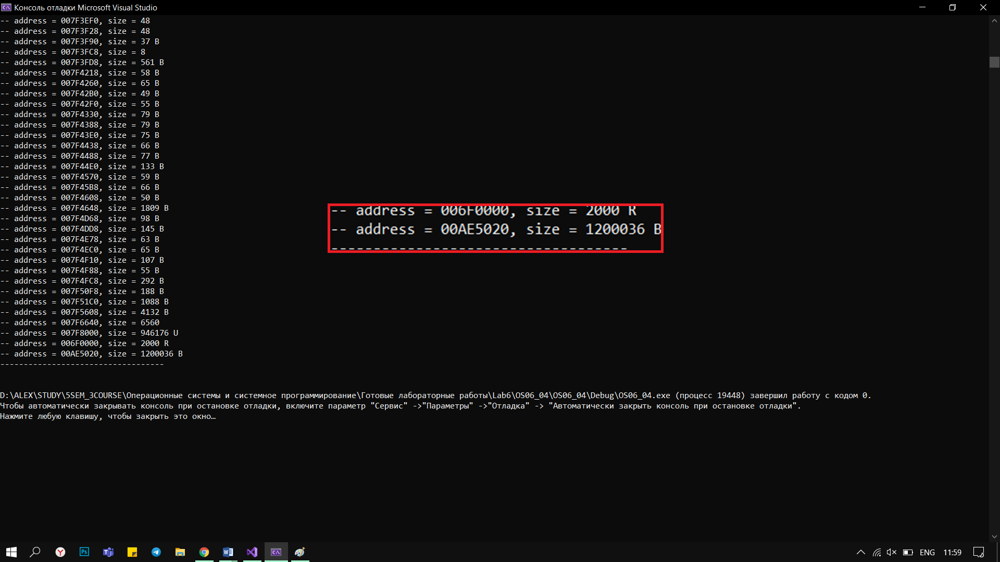 Консоль отладки Microsoft Visual Studio
-- address = 007F3EF0, size = 48
-- address = 007F3F28, size = 48
-- address = 007F3F90, size = 37 B
-- address = 007F3FC8, size = 8
-- address = 007F3FD8, size = 561 B
-- address = 007F4218, size = 58 B
-- address = 007F4260, size = 65 B
-- address = 007F42B0, size = 49 B
-- address = 007F42F0, size = 55 B
-- address = 007F4330, size = 79 B
-- address = 007F4388, size = 79 B
-- address = 007F43E0, size = 75 B
-- address = 007F4438, size = 66 B
-- address = 007F4488, size = 77 B
-- address = 007F44E0, size = 133 B
-- address = 007F4570, size = 59 B
-- address = 007F45B8, size = 66 B
-- address = 007F4608, size = 50 B
-- address = 007F4648, size = 1809 B
-- address = 007F4D68, size = 98 B
-- address = 007F4DD8, size = 145 B
-- address = 007F4E78, size = 63 B
-- address = 007F4EC0, size = 65 B
-- address = 007F4F10, size = 107 B
-- address = 007F4F88, size = 55 B
-- address = 007F4FC8, size = 292 B
-- address = 007F50F8, size = 188 B
-- address = 007F51C0, size = 1088 B
-- address = 007F5608, size = 4132 B
-- address = 007F6640, size = 6560
-- address = 007F8000, size = 946176 U
-- address = 006F0000, size = 2000 R
-- address = 00AE5020, size = 1200036 B
-----------------------------------
-- address = 006F0000, size = 2000 R
-- address = 00AE5020, size = 1200036 B
-----------------------------------
D:\ALEX\STUDY\5SEM_3COURSE\Операционные системы и системное программирование\Готовые лабораторные работы\Lab6\OS06_04\OS06_04\Debug\OS06_04.exe (процесс 19448) завершил работу с кодом 0.
Чтобы автоматически закрывать консоль при остановке отладки, включите параметр "Сервис" ->"Параметры" ->"Отладка" -> "Автоматически закрыть консоль при остановке отладки".
Нажмите любую клавишу, чтобы закрыть это окно…
ENG
11:59